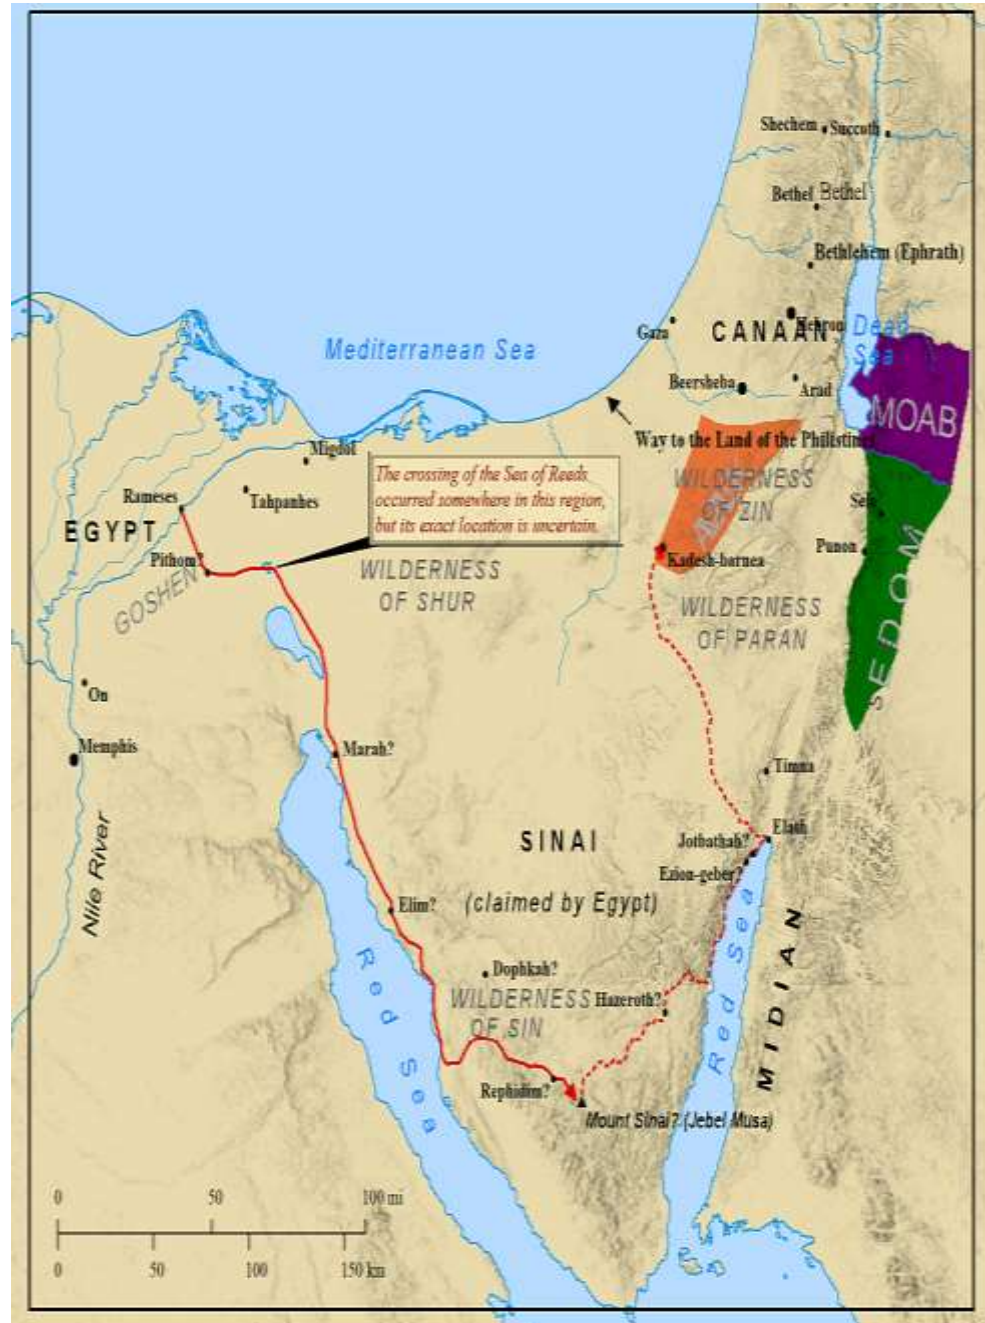 Shechem
Succoth
Bethel
Bethel
Bethlehem (Ephrath)
Gaza
CANAAN
Hebron
Dead
Sea
Mediterranean Sea
Beersheba
Arad
MOAB
Way to the Land of the Philistines
Migdol
The crossing of the Sea of Reeds
occurred somewhere in this region,
but its exact location is uncertain.
WILDERNESS
OF ZIN
Rameses
Tahpanhes
EGYPT
Pithom?
GOSHEN
WILDERNESS
OF SHUR
Kadesh-barnea
Punon
EDOM
WILDERNESS
OF PARAN
On
Memphis
Marah?
Timna
Nile River
SINAI
(claimed by Egypt)
Elath
Jotbathah?
Ezion-geber?
Elim?
Red Sea
Red Sea
MIDIAN
Dophkah?
WILDERNESS
OF SIN
Hazeroth?
Rephidim?
Mount Sinai? (Jebel Musa)
0 50 100 mi
0 50 100 150 km